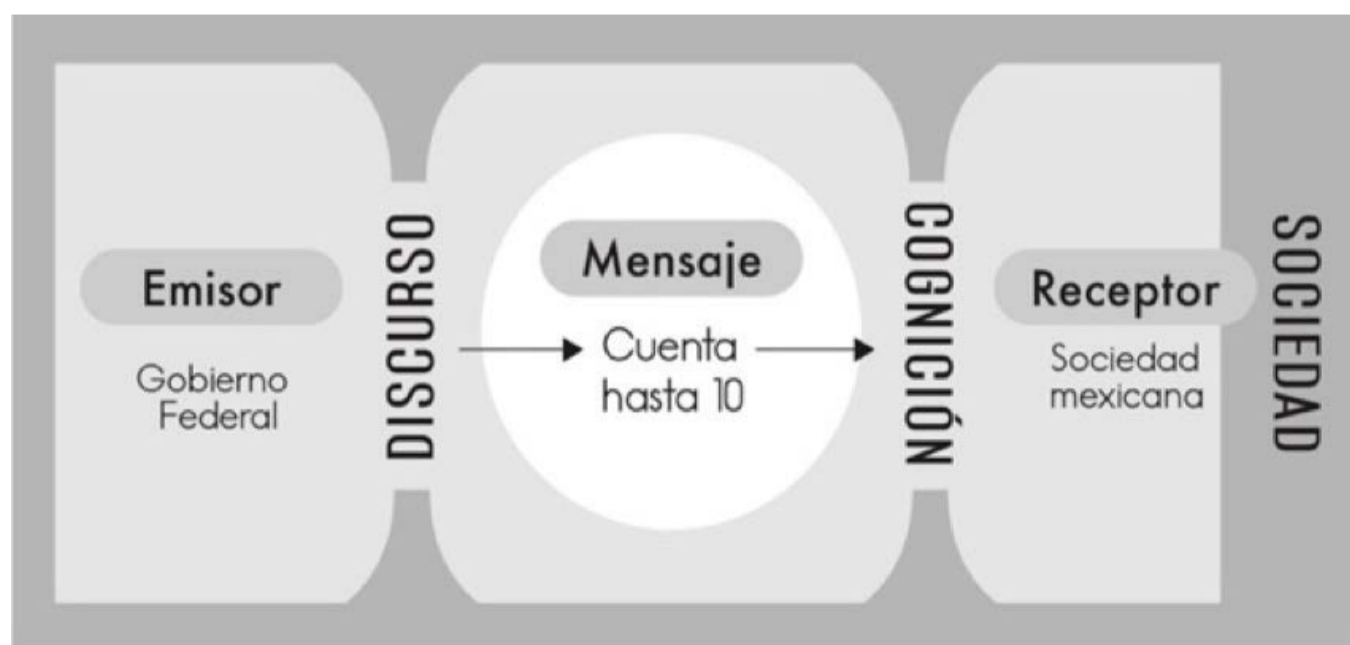 Emisor
Gobierno
Federal
DISCURSO
Mensaje
Cuenta
hasta 10
COGNICIÓN
Receptor
Sociedad
mexicana
SOCIEDAD